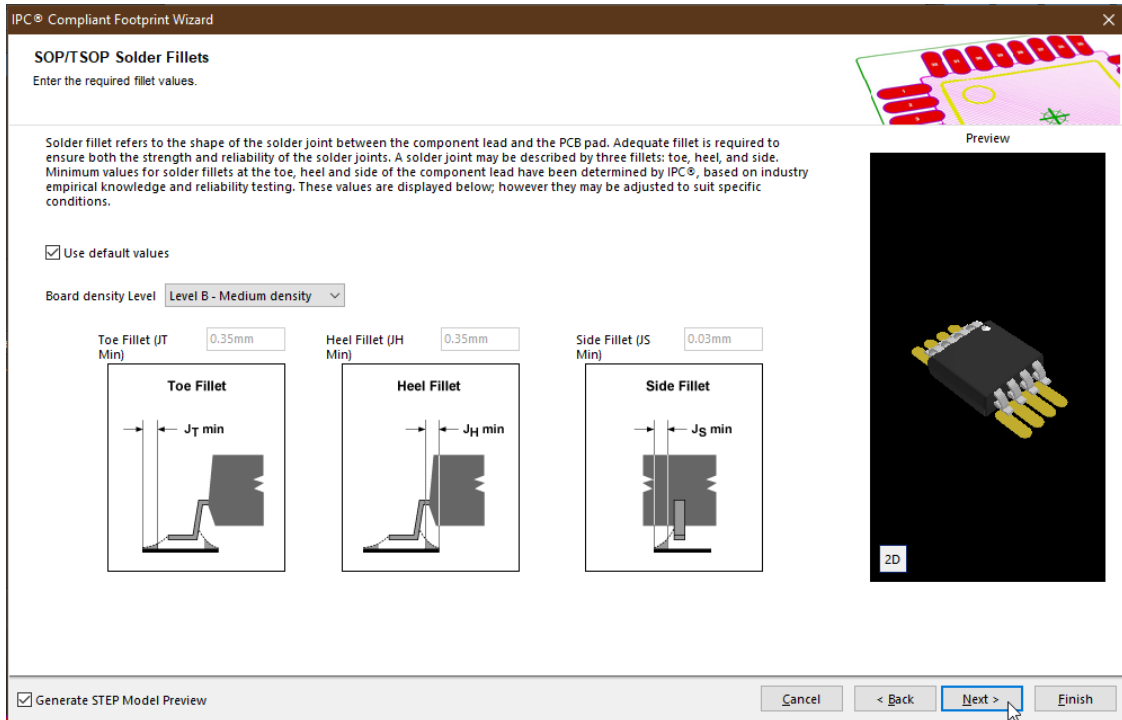 IPC® Compliant Footprint Wizard
SOP/TSOP Solder Fillets
Enter the required fillet values.
Solder fillet refers to the shape of the solder joint between the component lead and the PCB pad. Adequate fillet is required to
ensure both the strength and reliability of the solder joints. A solder joint may be described by three fillets: toe, heel, and side.
Minimum values for solder fillets at the toe, heel and side of the component lead have been determined by IPC®, based on industry
empirical knowledge and reliability testing. These values are displayed below; however they may be adjusted to suit specific
conditions.
Preview
Use default values
Board density Level Level B - Medium density
Toe Fillet (JT
Min)
0.35mm
Heel Fillet (JH
Min)
0.35mm
Side Fillet (JS
Min)
0.03mm
Toe Fillet
JT min
Heel Fillet
JH min
Side Fillet
JS min
2D
Generate STEP Model Preview
Cancel
< Back
Next >
Finish